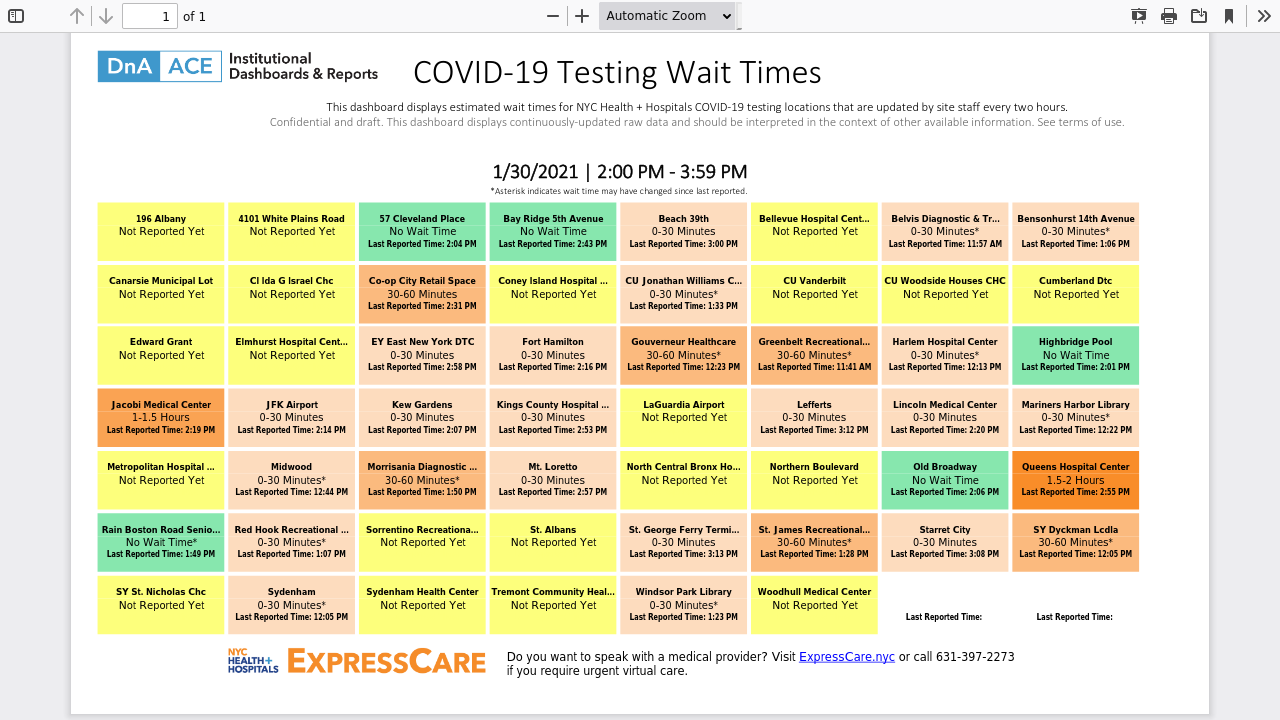 1
of 1
Automatic Zoom
DnA ACE Institutional Dashboards & Reports
COVID-19 Testing Wait Times
This dashboard displays estimated wait times for NYC Health + Hospitals COVID-19 testing locations that are updated by site staff every two hours.
Confidential and draft. This dashboard displays continuously-updated raw data and should be interpreted in the context of other available information. See terms of use.
1/30/2021 | 2:00 PM - 3:59 PM
*Asterisk indicates wait time may have changed since last reported.
196 Albany
Not Reported Yet
4101 White Plains Road
Not Reported Yet
57 Cleveland Place
No Wait Time
Last Reported Time: 2:04 PM
Bay Ridge 5th Avenue
No Wait Time
Last Reported Time: 2:43 PM
Beach 39th
0-30 Minutes
Last Reported Time: 3:00 PM
Bellevue Hospital Cent...
Not Reported Yet
Belvis Diagnostic & Tr...
0-30 Minutes*
Last Reported Time: 11:57 AM
Bensonhurst 14th Avenue
0-30 Minutes*
Last Reported Time: 1:06 PM
Canarsie Municipal Lot
Not Reported Yet
CI Ida G Israel Chc
Not Reported Yet
Co-op City Retail Space
30-60 Minutes
Last Reported Time: 2:31 PM
Coney Island Hospital ...
Not Reported Yet
CU Jonathan Williams C...
0-30 Minutes*
Last Reported Time: 1:33 PM
CU Vanderbilt
Not Reported Yet
CU Woodside Houses CHC
Not Reported Yet
Cumberland Dtc
Not Reported Yet
Edward Grant
Not Reported Yet
Elmhurst Hospital Cent...
Not Reported Yet
EY East New York DTC
0-30 Minutes
Last Reported Time: 2:58 PM
Fort Hamilton
0-30 Minutes
Last Reported Time: 2:16 PM
Gouverneur Healthcare
30-60 Minutes*
Last Reported Time: 12:23 PM
Greenbelt Recreational...
30-60 Minutes*
Last Reported Time: 11:41 AM
Harlem Hospital Center
0-30 Minutes*
Last Reported Time: 12:13 PM
Highbridge Pool
No Wait Time
Last Reported Time: 2:01 PM
Jacobi Medical Center
1-1.5 Hours
Last Reported Time: 2:19 PM
JFK Airport
0-30 Minutes
Last Reported Time: 2:14 PM
Kew Gardens
0-30 Minutes
Last Reported Time: 2:07 PM
Kings County Hospital ...
0-30 Minutes
Last Reported Time: 2:53 PM
LaGuardia Airport
Not Reported Yet
Lefferts
0-30 Minutes
Last Reported Time: 3:12 PM
Lincoln Medical Center
0-30 Minutes
Last Reported Time: 2:20 PM
Mariners Harbor Library
0-30 Minutes*
Last Reported Time: 12:22 PM
Metropolitan Hospital ...
Not Reported Yet
Midwood
0-30 Minutes*
Last Reported Time: 12:44 PM
Morrisania Diagnostic ...
30-60 Minutes*
Last Reported Time: 1:50 PM
Mt. Loretto
0-30 Minutes
Last Reported Time: 2:57 PM
North Central Bronx Ho...
Not Reported Yet
Northern Boulevard
Not Reported Yet
Old Broadway
No Wait Time
Last Reported Time: 2:06 PM
Queens Hospital Center
1.5-2 Hours
Last Reported Time: 2:55 PM
Rain Boston Road Senio...
No Wait Time*
Last Reported Time: 1:49 PM
Red Hook Recreational ...
0-30 Minutes*
Last Reported Time: 1:07 PM
Sorrentino Recreationa...
Not Reported Yet
St. Albans
Not Reported Yet
St. George Ferry Termi...
0-30 Minutes
Last Reported Time: 3:13 PM
St. James Recreational...
30-60 Minutes*
Last Reported Time: 1:28 PM
Starret City
0-30 Minutes
Last Reported Time: 3:08 PM
SY Dyckman Lcdla
30-60 Minutes*
Last Reported Time: 12:05 PM
SY St. Nicholas Chc
Not Reported Yet
Sydenham
0-30 Minutes*
Last Reported Time: 12:05 PM
Sydenham Health Center
Not Reported Yet
Tremont Community Heal...
Not Reported Yet
Windsor Park Library
0-30 Minutes*
Last Reported Time: 1:23 PM
Woodhull Medical Center
Not Reported Yet
Last Reported Time:
Last Reported Time:
NYC HEALTH+ HOSPITALS
EXPRESSCARE
Do you want to speak with a medical provider? Visit ExpressCare.nyc or call 631-397-2273
if you require urgent virtual care.